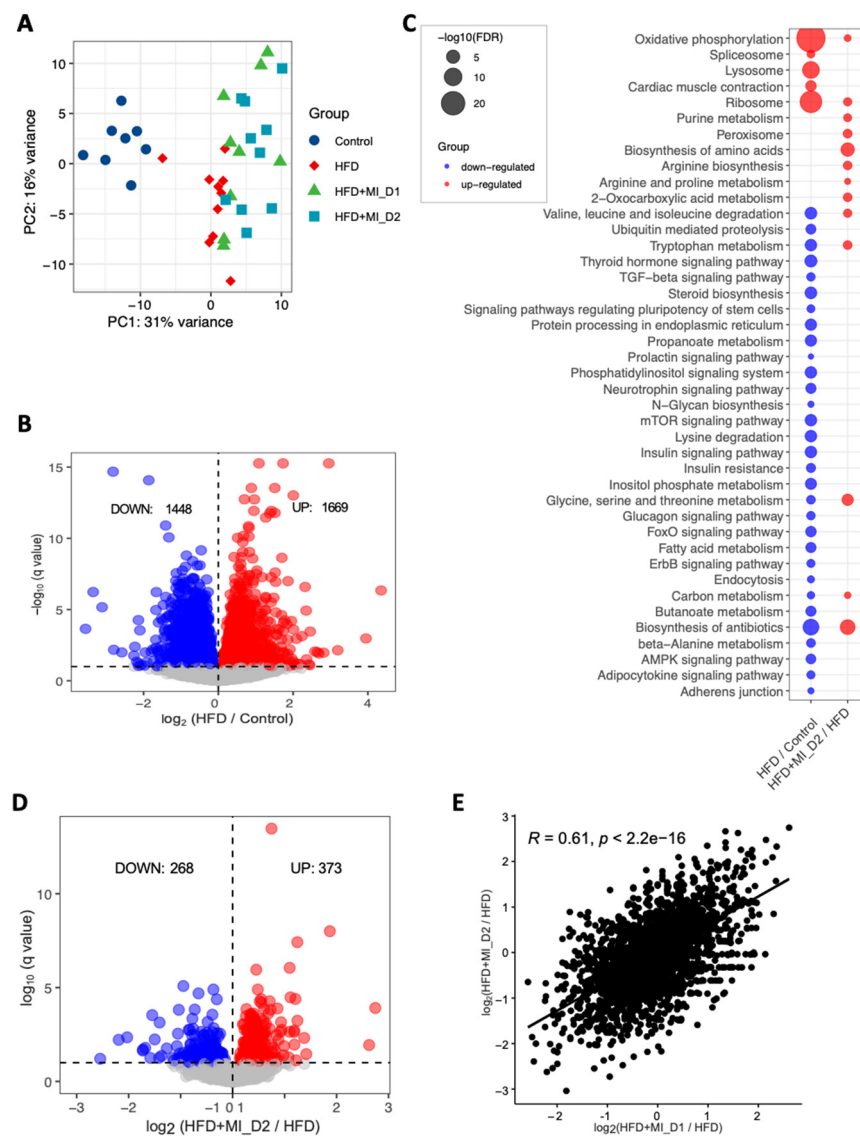 A
PC2: 16% variance
10
5
0
−5
−10
−10
0
10
PC1: 31% variance
Group
Control
HFD
HFD+MI_D1
HFD+MI_D2
B
−log10 (q value)
15
10
5
0
DOWN: 1448
UP: 1669
−2
0
2
4
log2 (HFD / Control)
C
−log10(FDR)
5
10
20
Group
down−regulated
up−regulated
Oxidative phosphorylation
Spliceosome
Lysosome
Cardiac muscle contraction
Ribosome
Purine metabolism
Peroxisome
Biosynthesis of amino acids
Arginine biosynthesis
Arginine and proline metabolism
2−Oxocarboxylic acid metabolism
Valine, leucine and isoleucine degradation
Ubiquitin mediated proteolysis
Tryptophan metabolism
Thyroid hormone signaling pathway
TGF−beta signaling pathway
Steroid biosynthesis
Signaling pathways regulating pluripotency of stem cells
Protein processing in endoplasmic reticulum
Propanoate metabolism
Prolactin signaling pathway
Phosphatidylinositol signaling system
Neurotrophin signaling pathway
N−Glycan biosynthesis
mTOR signaling pathway
Lysine degradation
Insulin signaling pathway
Insulin resistance
Inositol phosphate metabolism
Glycine, serine and threonine metabolism
Glucagon signaling pathway
FoxO signaling pathway
Fatty acid metabolism
ErbB signaling pathway
Endocytosis
Carbon metabolism
Butanoate metabolism
Biosynthesis of antibiotics
beta−Alanine metabolism
AMPK signaling pathway
Adipocytokine signaling pathway
Adherens junction
HFD / Control
HFD+MI_D2 / HFD
D
log10 (q value)
15
10
5
0
DOWN: 268
UP: 373
−3
−2
−1
0
1
1
2
3
log2 (HFD+MI_D2 / HFD)
E
log2(HFD+MI_D2 / HFD)
3
2
1
0
−1
−2
−3
R = 0.61, p < 2.2e−16
−2
−1
0
1
2
log2(HFD+MI_D1 / HFD)